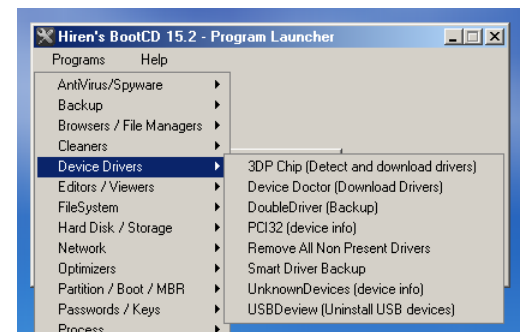 Hiren's BootCD 15.2 - Program Launcher
Programs Help
AntiVirus/Spyware
Backup
Browsers / File Managers
Cleaners
Device Drivers
Editors / Viewers
FileSystem
Hard Disk / Storage
Network
Optimizers
Partition / Boot / MBR
Passwords / Keys
Process
3DP Chip (Detect and download drivers)
Device Doctor (Download Drivers)
DoubleDriver (Backup)
PCI32 (device info)
Remove All Non Present Drivers
Smart Driver Backup
UnknownDevices (device info)
USBDeview (Uninstall USB devices)